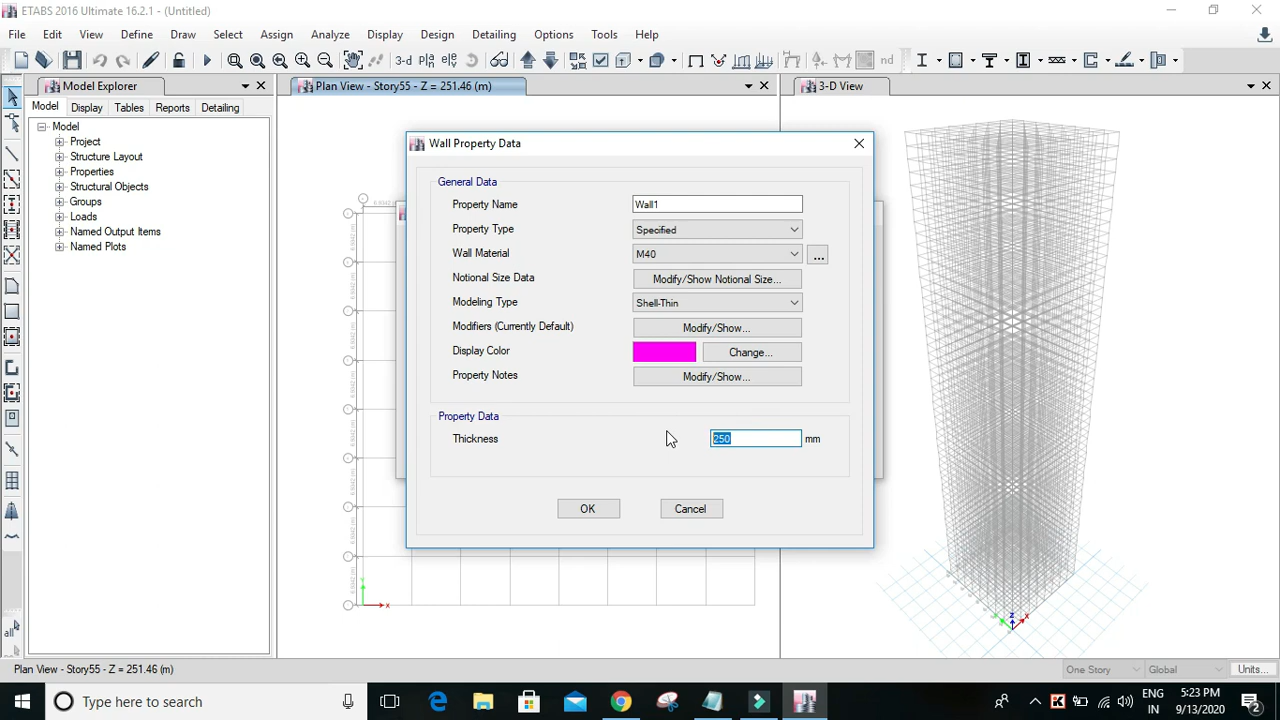 ETABS 2016 Ultimate 16.2.1 - (Untitled)
File Edit View Define Draw Select Assign Analyze Display Design Detailing Options Tools Help
3-d nd
Model Explorer
Plan View - Story55 - Z = 251.46 (m)
3-D View
Model Display Tables Reports Detailing
Model
Project
Structure Layout
Properties
Structural Objects
Groups
Loads
Named Output Items
Named Plots
Wall Property Data
General Data
Property Name Wall1
Property Type Specified
Wall Material M40 ...
Notional Size Data Modify/Show Notional Size...
Modeling Type Shell-Thin
Modifiers (Currently Default) Modify/Show...
Display Color Change...
Property Notes Modify/Show...
Property Data
Thickness 250 mm
OK Cancel
Y
X
Z
X
all
Plan View - Story55 - Z = 251.46 (m)
One Story Global Units...
Type here to search
ENG
IN
5:23 PM
9/13/2020
2